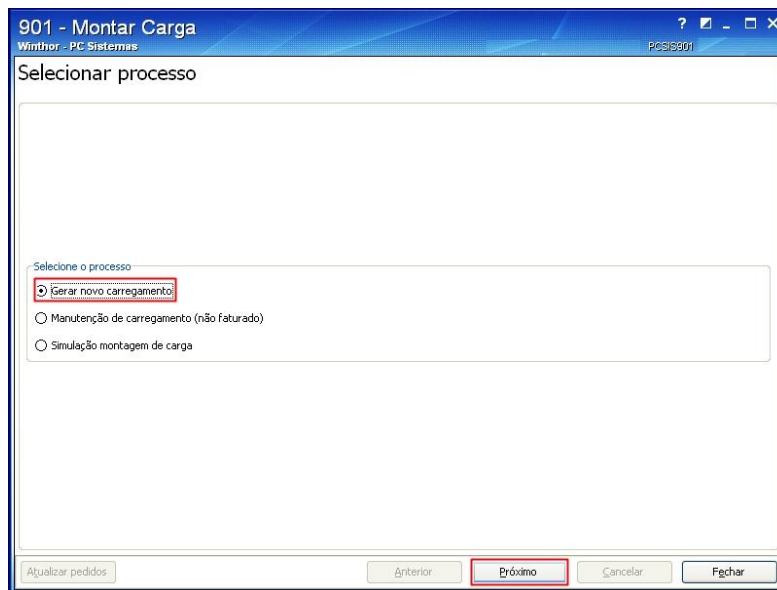 901 - Montar Carga
Winthor - PC Sistemas
PCSIS901
Selecionar processo
Selecione o processo
Gerar novo carregamento
Manutenção de carregamento (não faturado)
Simulação montagem de carga
Atualizar pedidos
Anterior
Próximo
Cancelar
Fechar